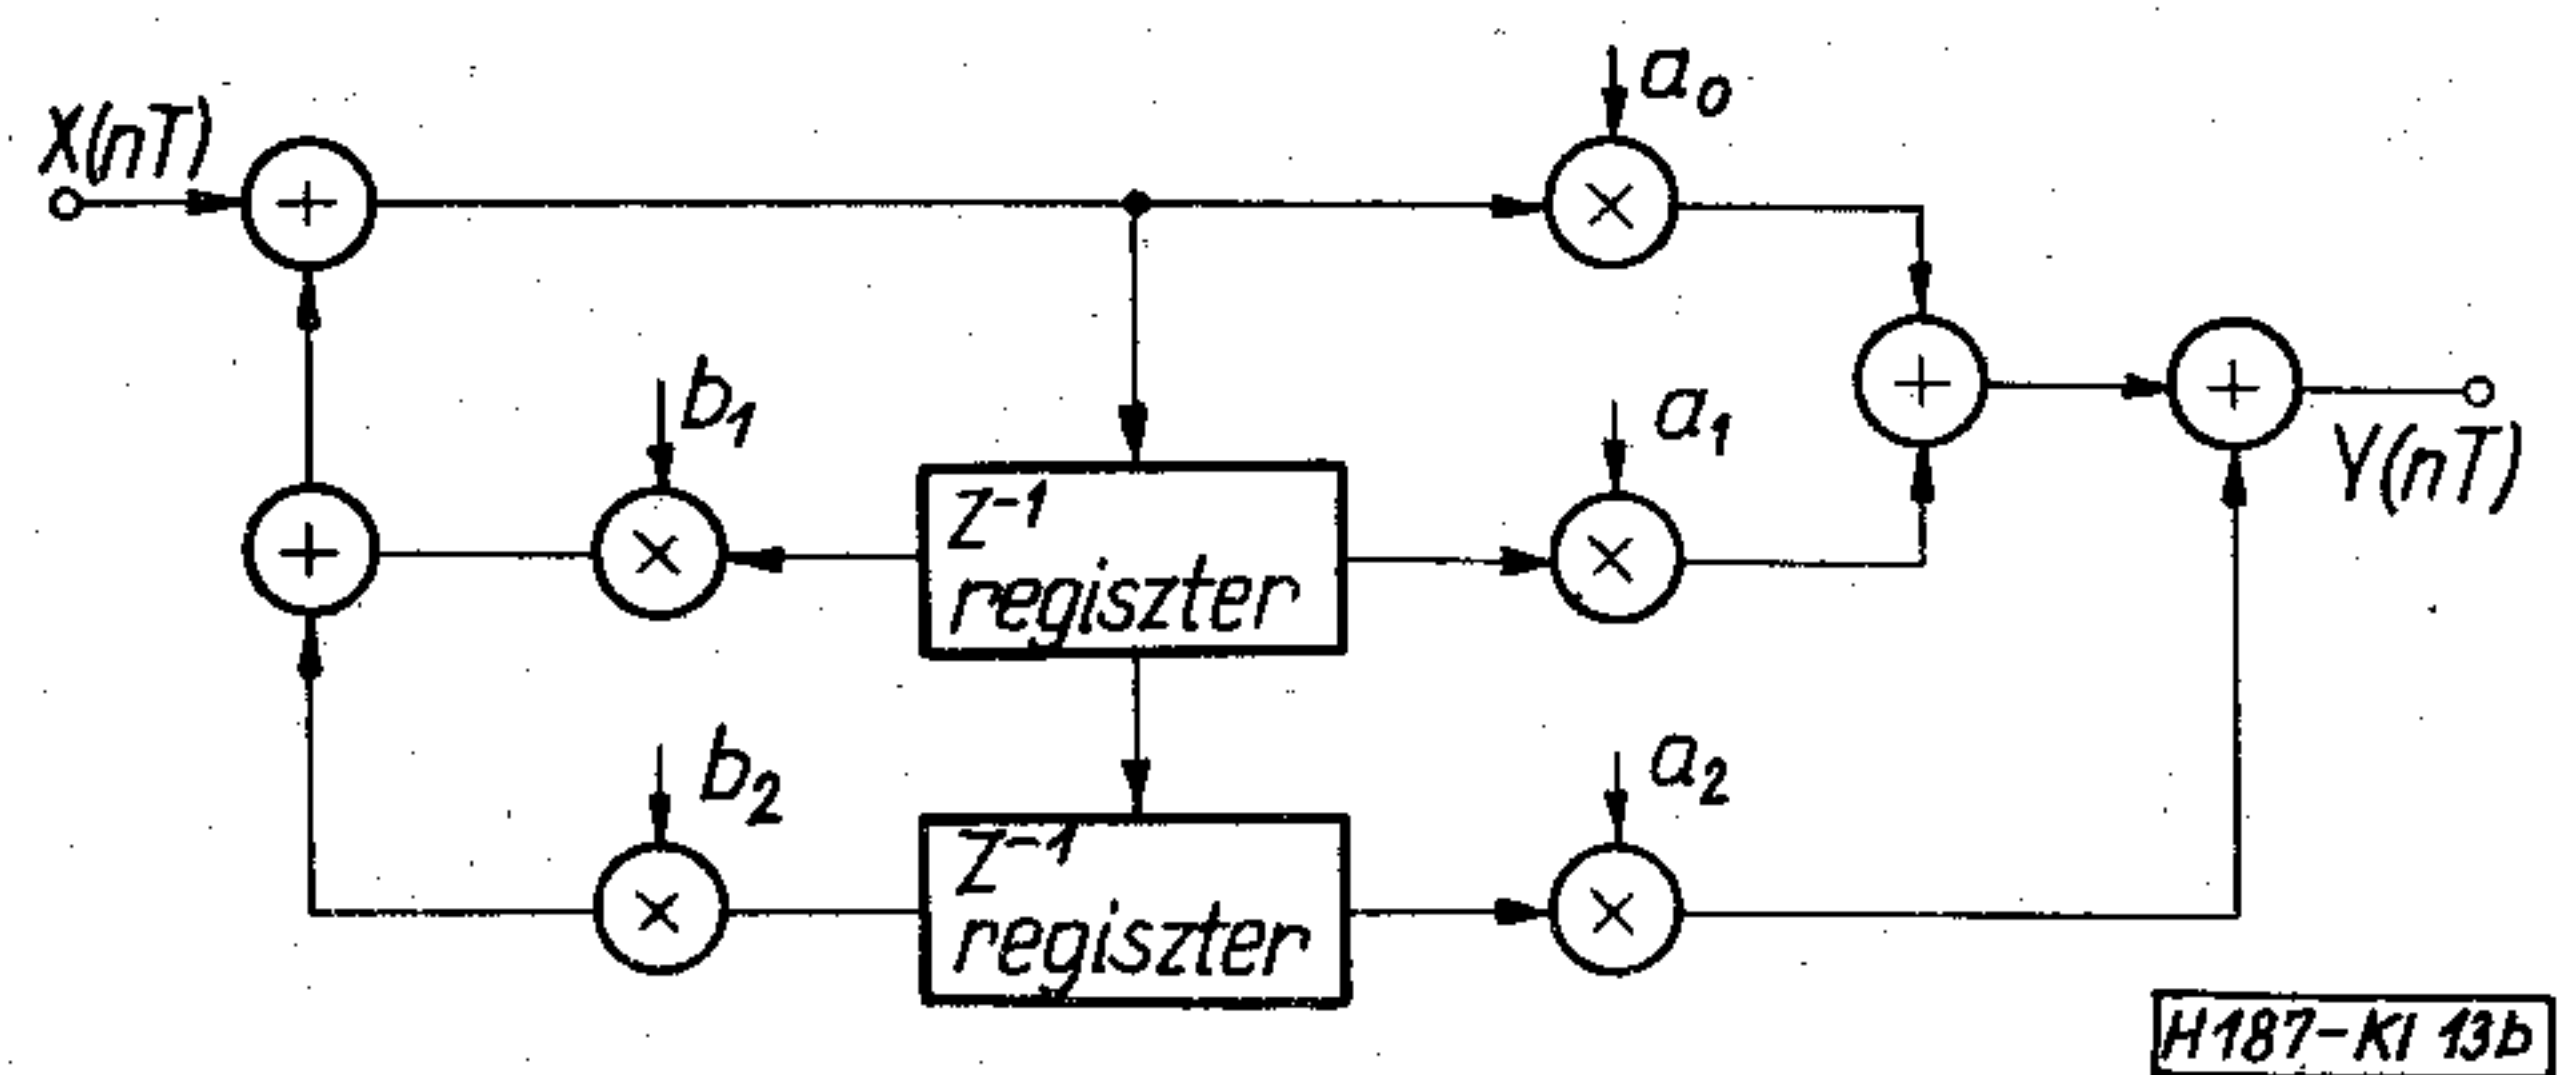 X(nT)
a₀
b₁
a₁
Y(nT)
Z⁻¹
regiszter
b₂
a₂
Z⁻¹
regiszter
H187-KI 13b